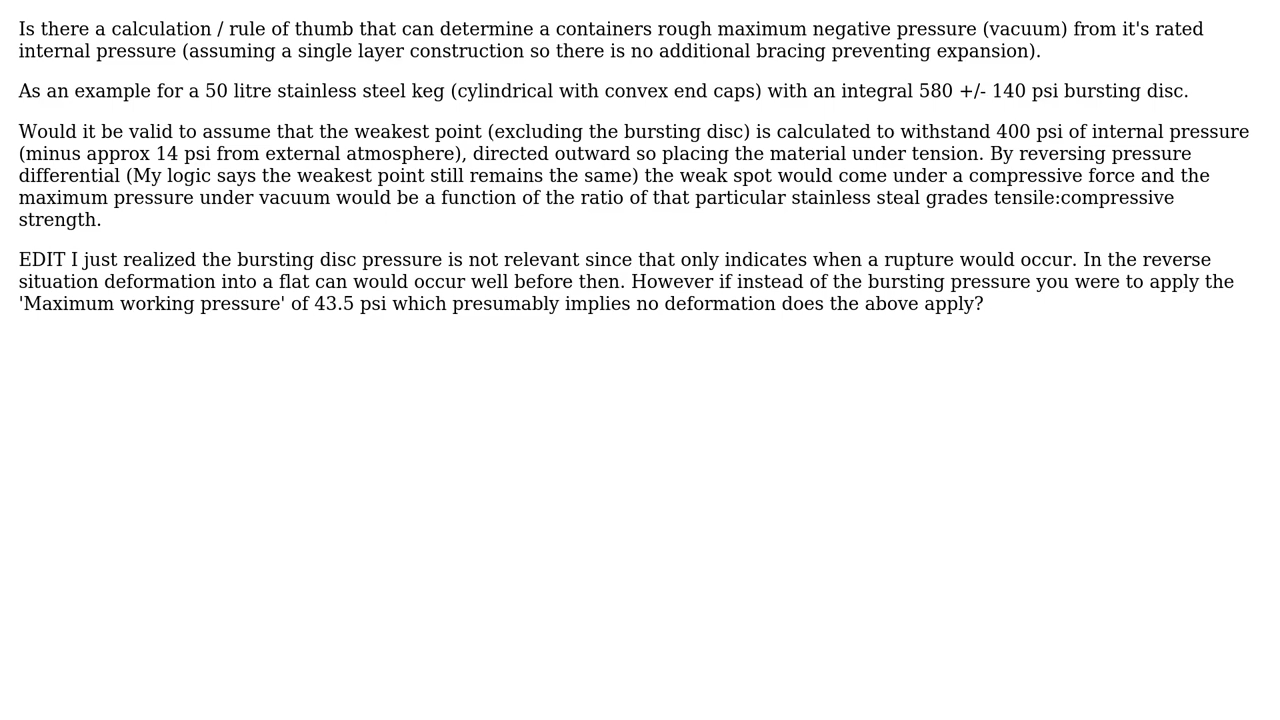 Is there a calculation / rule of thumb that can determine a containers rough maximum negative pressure (vacuum) from it's rated
internal pressure (assuming a single layer construction so there is no additional bracing preventing expansion).
As an example for a 50 litre stainless steel keg (cylindrical with convex end caps) with an integral 580 +/- 140 psi bursting disc.
Would it be valid to assume that the weakest point (excluding the bursting disc) is calculated to withstand 400 psi of internal pressure
(minus approx 14 psi from external atmosphere), directed outward so placing the material under tension. By reversing pressure
differential (My logic says the weakest point still remains the same) the weak spot would come under a compressive force and the
maximum pressure under vacuum would be a function of the ratio of that particular stainless steal grades tensile:compressive
strength.
EDIT I just realized the bursting disc pressure is not relevant since that only indicates when a rupture would occur. In the reverse
situation deformation into a flat can would occur well before then. However if instead of the bursting pressure you were to apply the
'Maximum working pressure' of 43.5 psi which presumably implies no deformation does the above apply?